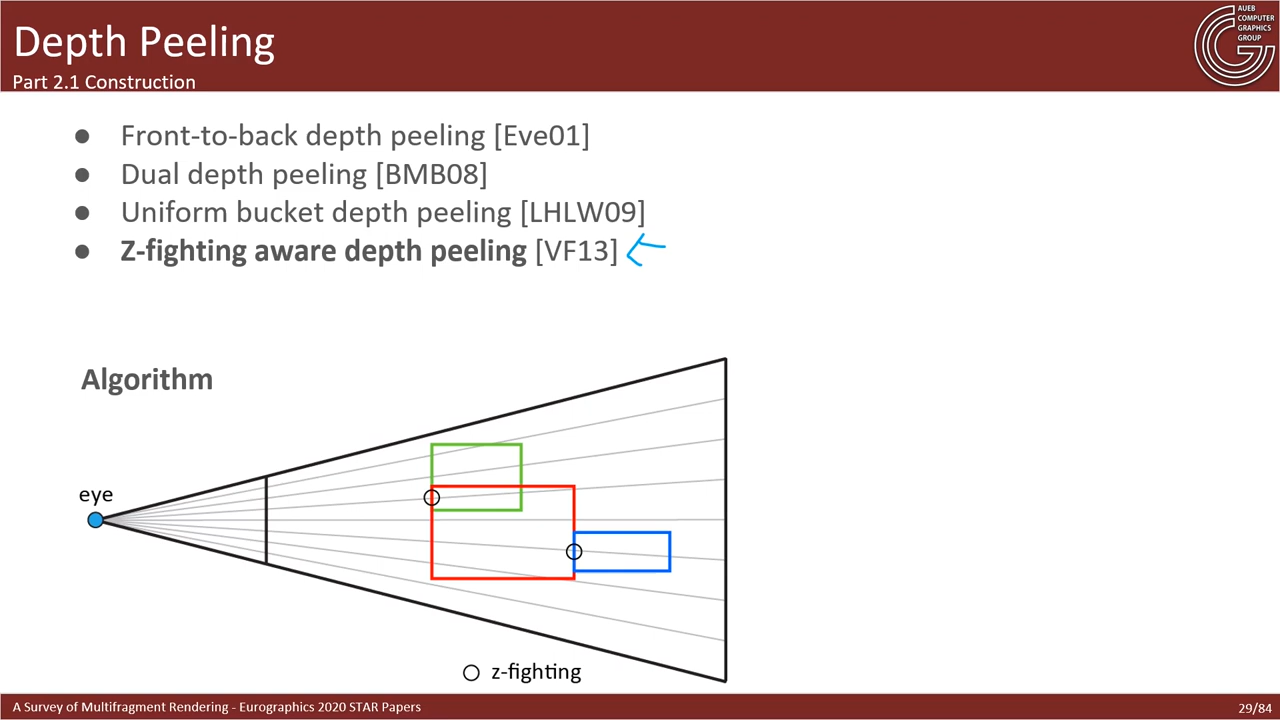 Depth Peeling
Part 2.1 Construction
AUEB
COMPUTER
GRAPHICS
GROUP
● Front-to-back depth peeling [Eve01]
● Dual depth peeling [BMB08]
● Uniform bucket depth peeling [LHLW09]
● Z-fighting aware depth peeling [VF13]
Algorithm
eye
z-fighting
A Survey of Multifragment Rendering - Eurographics 2020 STAR Papers
29/84